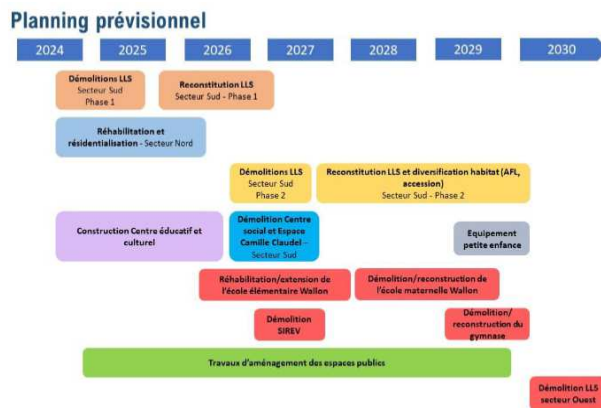 Planning prévisionnel
2024 2025 2026 2027 2028 2029 2030
Démolitions LLS
Secteur Sud
Phase 1
Reconstitution LLS
Secteur Sud - Phase 1
Réhabilitation et
résidentialisation - Secteur Nord
Démolitions LLS
Secteur Sud
Phase 2
Reconstitution LLS et diversification habitat (AFL,
accession)
Secteur Sud - Phase 2
Construction Centre éducatif et
culturel
Démolition Centre
social et Espace
Camille Claudel –
Secteur Sud
Equipement
petite enfance
Réhabilitation/extension de
l'école élémentaire Wallon
Démolition/reconstruction de
l'école maternelle Wallon
Démolition
SIREV
Démolition/
reconstruction du
gymnase
Travaux d'aménagement des espaces publics
Démolition LLS
secteur Ouest